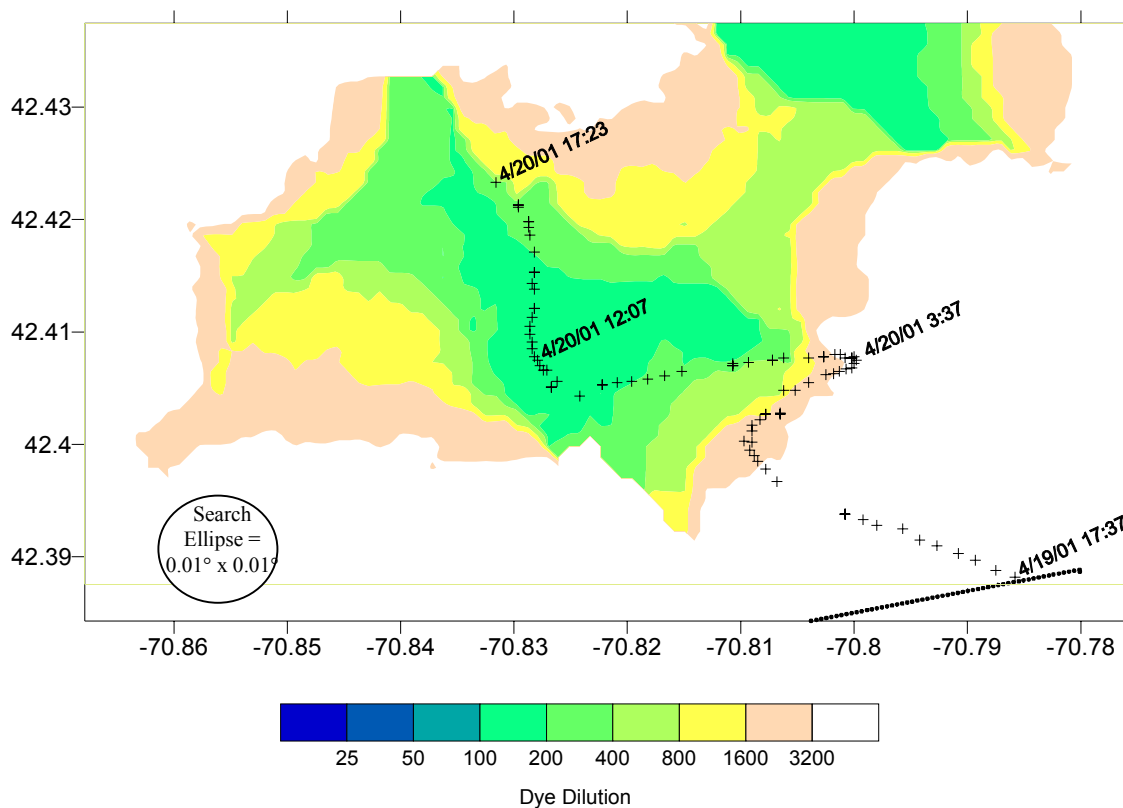 42.43
42.42
42.41
42.4
42.39
4/20/01 17:23
4/20/01 12:07
4/20/01 3:37
4/19/01 17:37
Search
Ellipse =
0.01° x 0.01°
-70.86 -70.85 -70.84 -70.83 -70.82 -70.81 -70.8 -70.79 -70.78
25 50 100 200 400 800 1600 3200
Dye Dilution